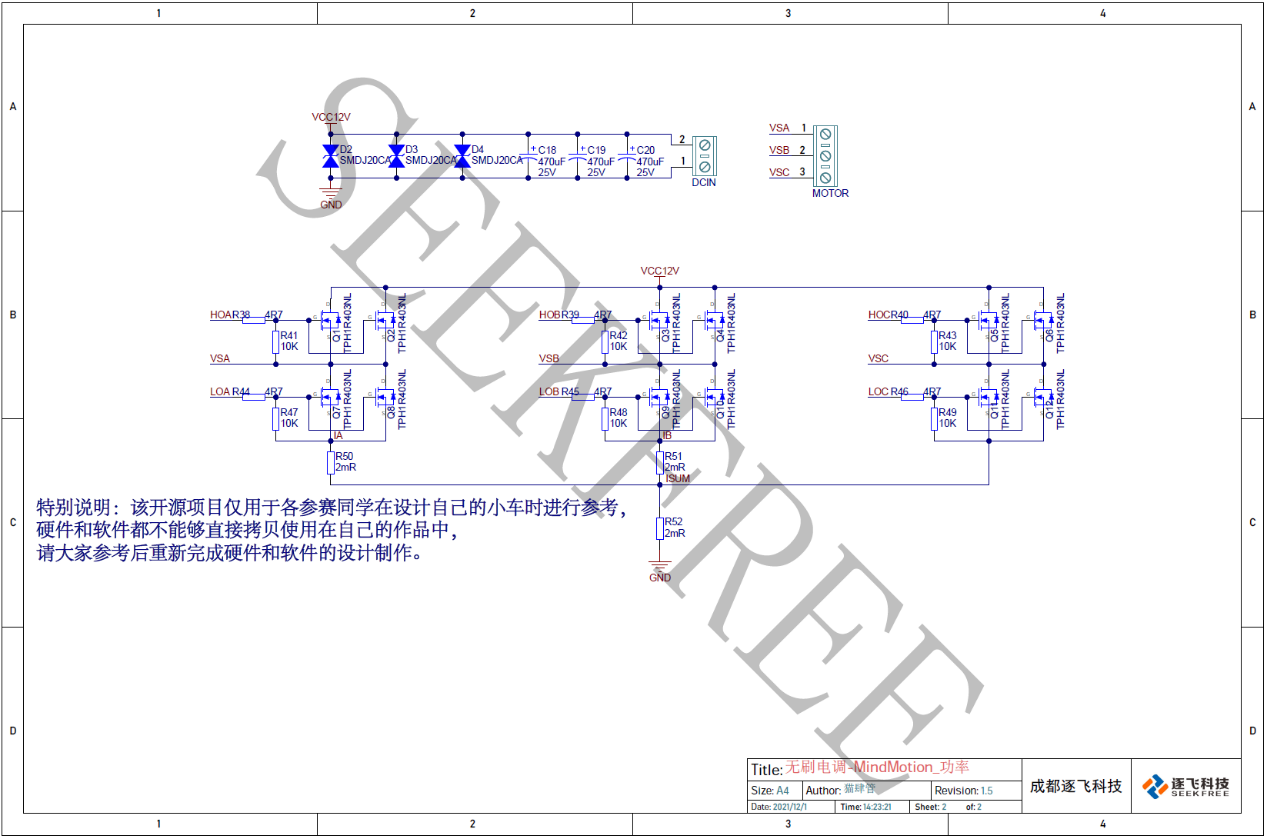 1 2 3 4
A A
VCC12V
D2 SMDJ20CA D3 SMDJ20CA D4 SMDJ20CA
+ C18 470uF 25V + C19 470uF 25V + C20 470uF 25V
2
1
DCIN
GND
VSA 1
VSB 2
VSC 3
MOTOR
VCC12V
B B
HOA R38 4R7 D G S Q1 TPH1R403NL D G S Q2 TPH1R403NL
R41 10K
VSA
LOA R44 4R7 D G S Q7 TPH1R403NL D G S Q8 TPH1R403NL
R47 10K
IA
R50 2mR
HOB R39 4R7 D G S Q3 TPH1R403NL D G S Q4 TPH1R403NL
R42 10K
VSB
LOB R45 4R7 D G S Q9 TPH1R403NL D G S Q10 TPH1R403NL
R48 10K
IB
R51 2mR
ISUM
HOC R40 4R7 D G S Q5 TPH1R403NL D G S Q6 TPH1R403NL
R43 10K
VSC
LOC R46 4R7 D G S Q11 TPH1R403NL D G S Q12 TPH1R403NL
R49 10K
C C
R52 2mR
GND
特别说明：该开源项目仅用于各参赛同学在设计自己的小车时进行参考，
硬件和软件都不能够直接拷贝使用在自己的作品中，
请大家参考后重新完成硬件和软件的设计制作。
SEEKFREE
D D
Title: 无刷电调-MindMotion_功率
Size: A4 Author: 猫肆管 Revision: 1.5
Date: 2021/12/1 Time: 14:23:21 Sheet: 2 of: 2
成都逐飞科技
逐飞科技
SEEKFREE
1 2 3 4